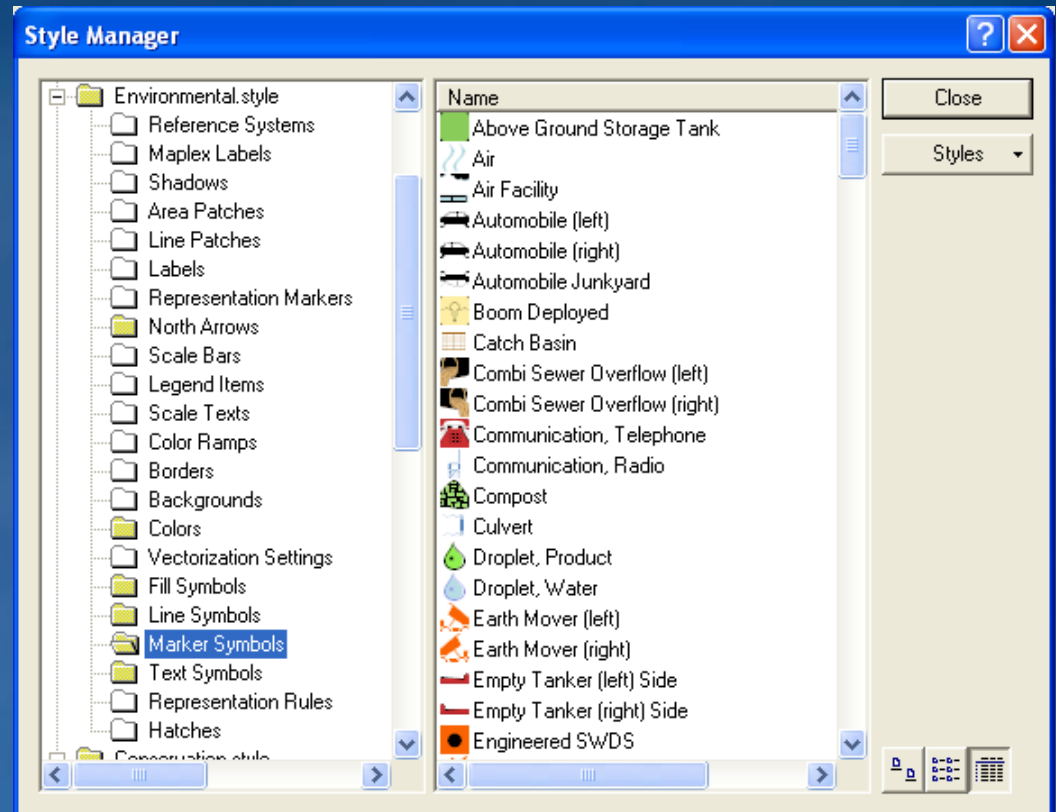 Style Manager
Environmental.style
Reference Systems
Maplex Labels
Shadows
Area Patches
Line Patches
Labels
Representation Markers
North Arrows
Scale Bars
Legend Items
Scale Texts
Color Ramps
Borders
Backgrounds
Colors
Vectorization Settings
Fill Symbols
Line Symbols
Marker Symbols
Text Symbols
Representation Rules
Hatches
Conservation.style
Name
Above Ground Storage Tank
Air
Air Facility
Automobile (left)
Automobile (right)
Automobile Junkyard
Boom Deployed
Catch Basin
Combi Sewer Overflow (left)
Combi Sewer Overflow (right)
Communication, Telephone
Communication, Radio
Compost
Culvert
Droplet, Product
Droplet, Water
Earth Mover (left)
Earth Mover (right)
Empty Tanker (left) Side
Empty Tanker (right) Side
Engineered SWDS
Close
Styles